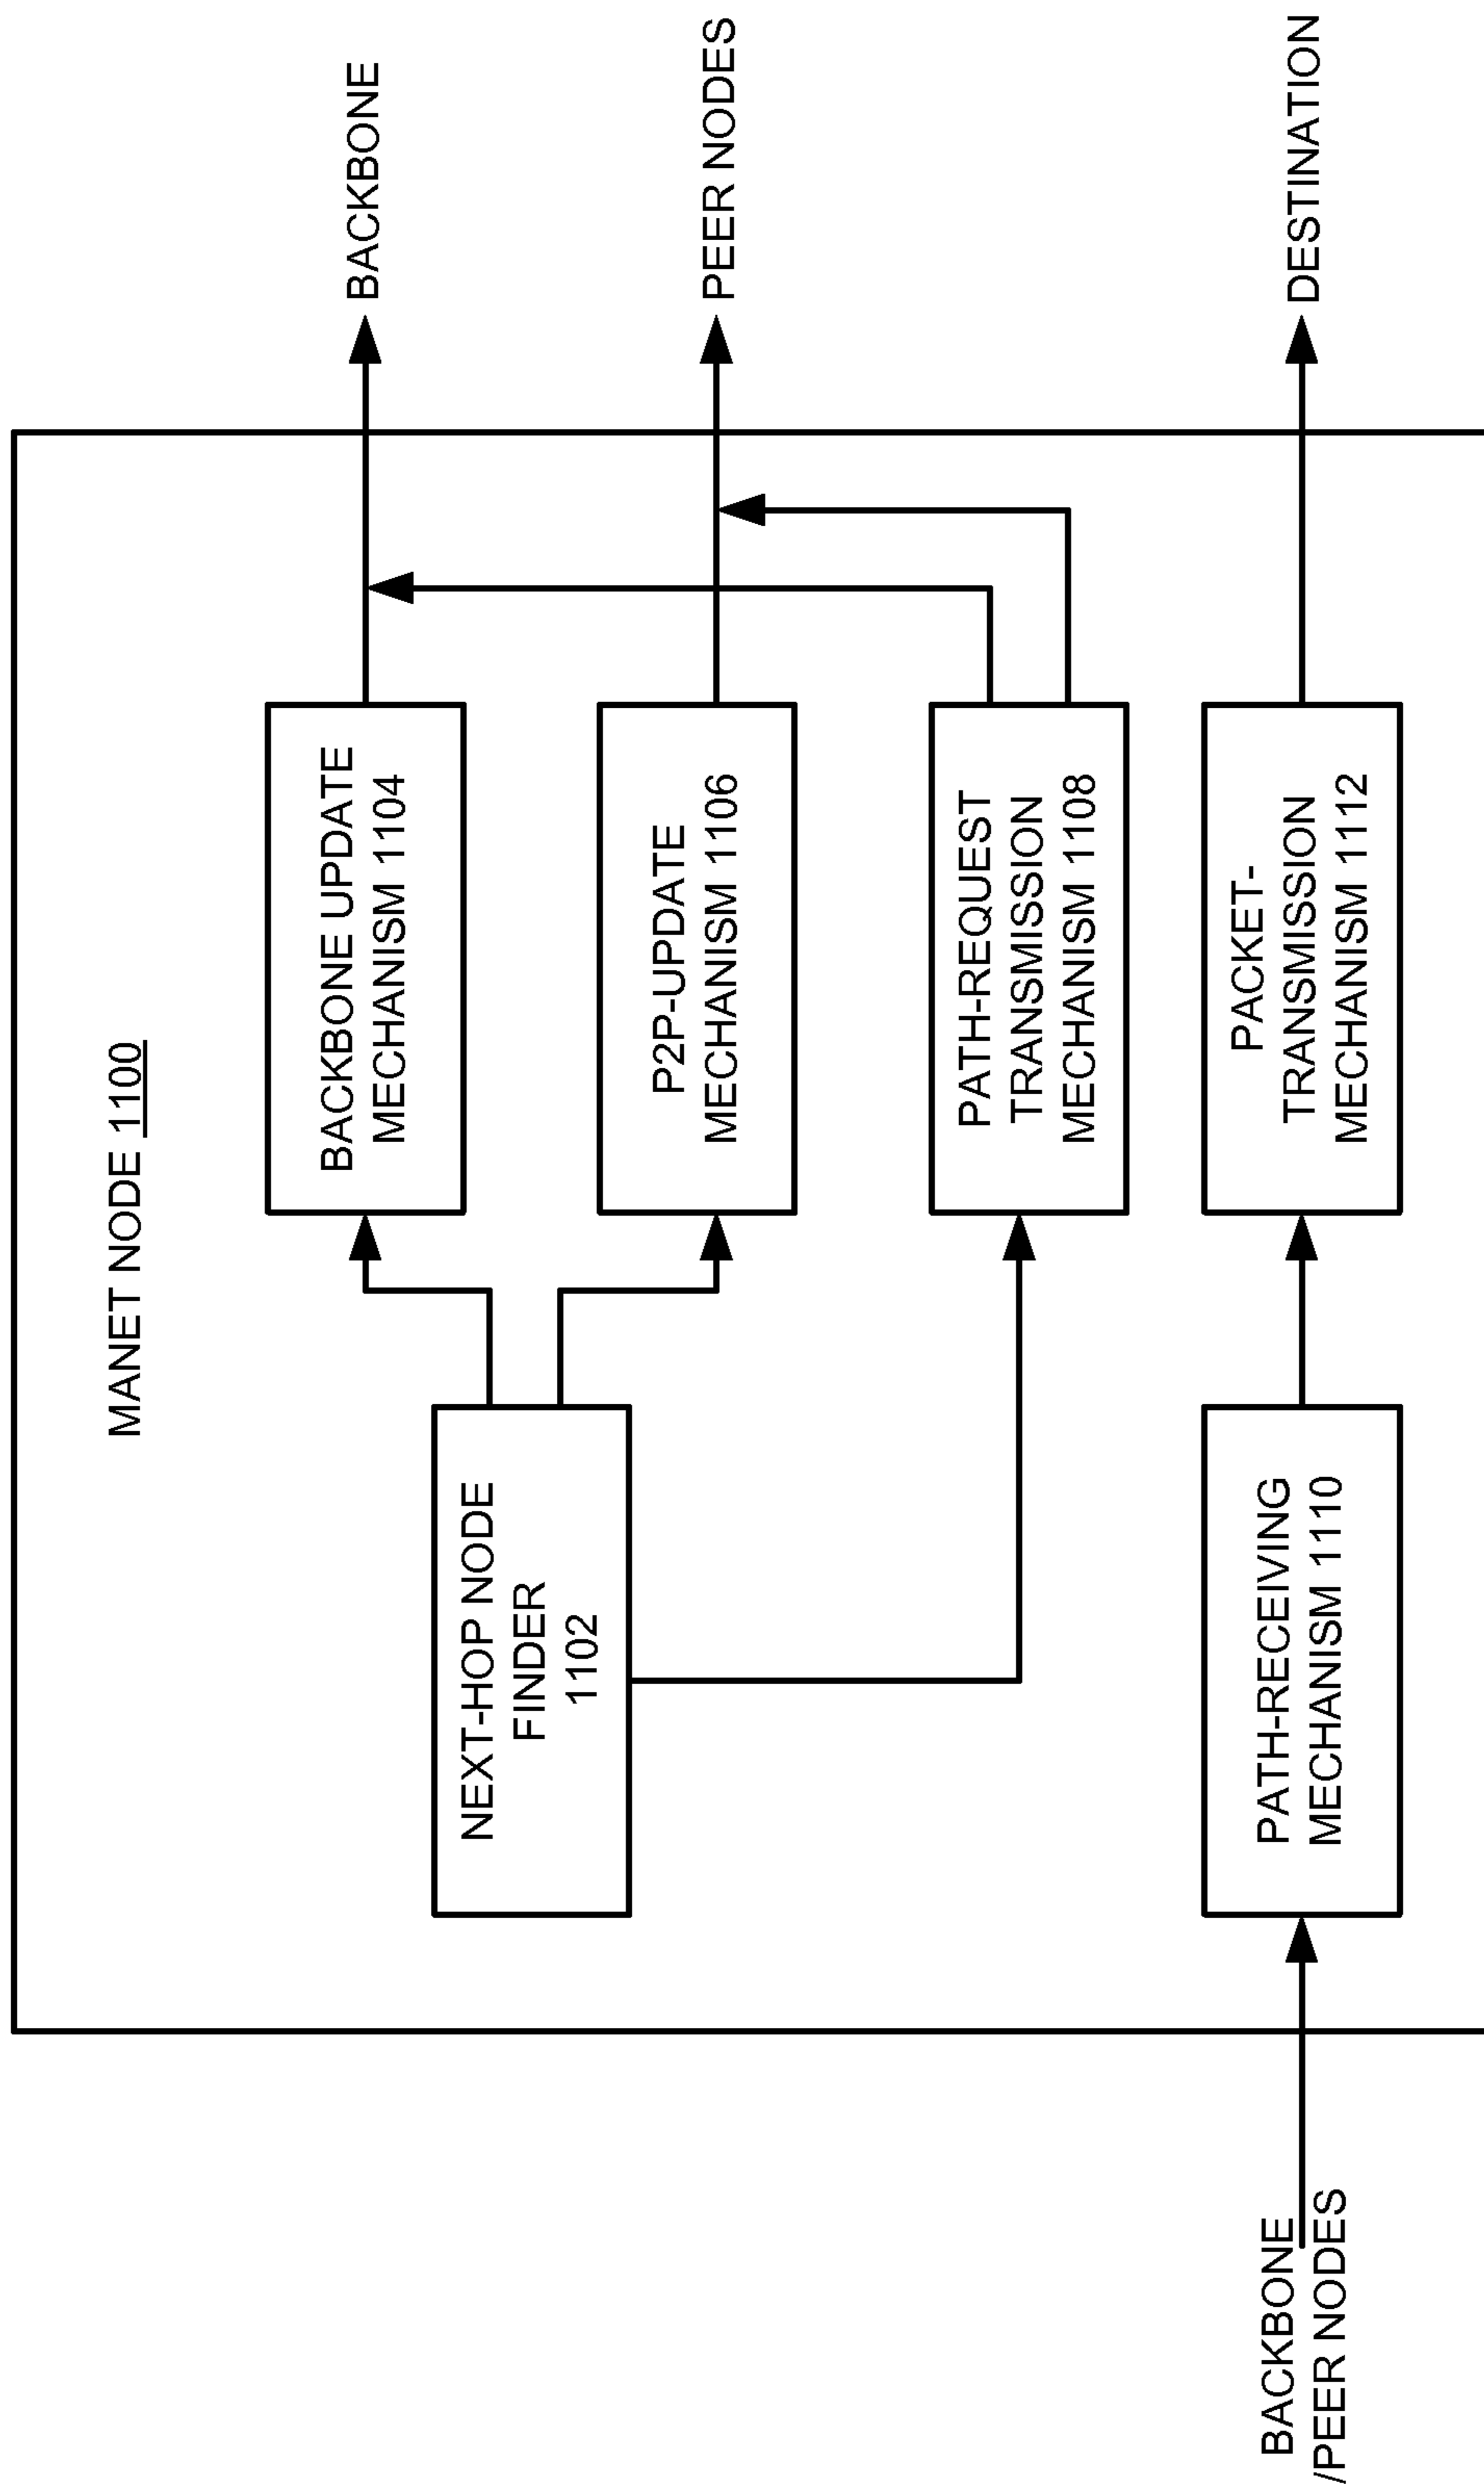 MANET NODE 1100
BACKBONE UPDATE
MECHANISM 1104
BACKBONE
NEXT-HOP NODE
FINDER
1102
P2P-UPDATE
MECHANISM 1106
PEER NODES
PATH-REQUEST
TRANSMISSION
MECHANISM 1108
BACKBONE
/PEER NODES
PATH-RECEIVING
MECHANISM 1110
PACKET-
TRANSMISSION
MECHANISM 1112
DESTINATION